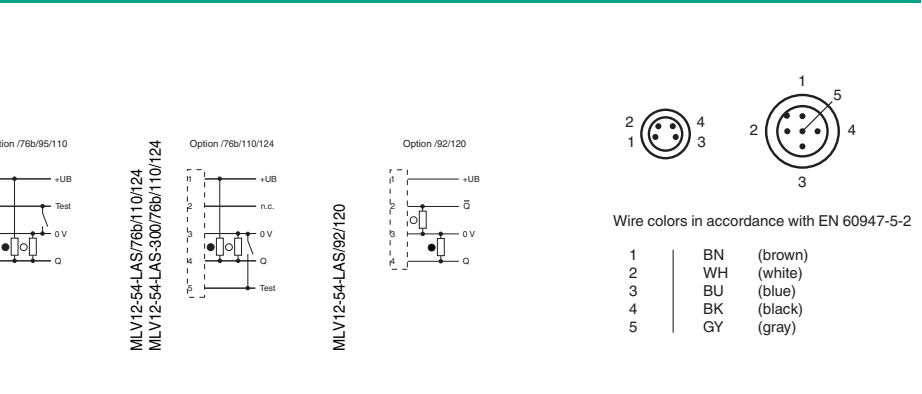 tion /76b/95/110
+UB
Test
0 V
Q
MLV12-54-LAS/76b/110/124
MLV12-54-LAS-300/76b/110/124
Option /76b/110/124
1
+UB
2
n.c.
3
0 V
4
Q
5
Test
MLV12-54-LAS/92/120
Option /92/120
1
+UB
2
Q̅
3
0 V
4
Q
2
1
4
3
1
5
2
4
3
Wire colors in accordance with EN 60947-5-2
1 BN (brown)
2 WH (white)
3 BU (blue)
4 BK (black)
5 GY (gray)